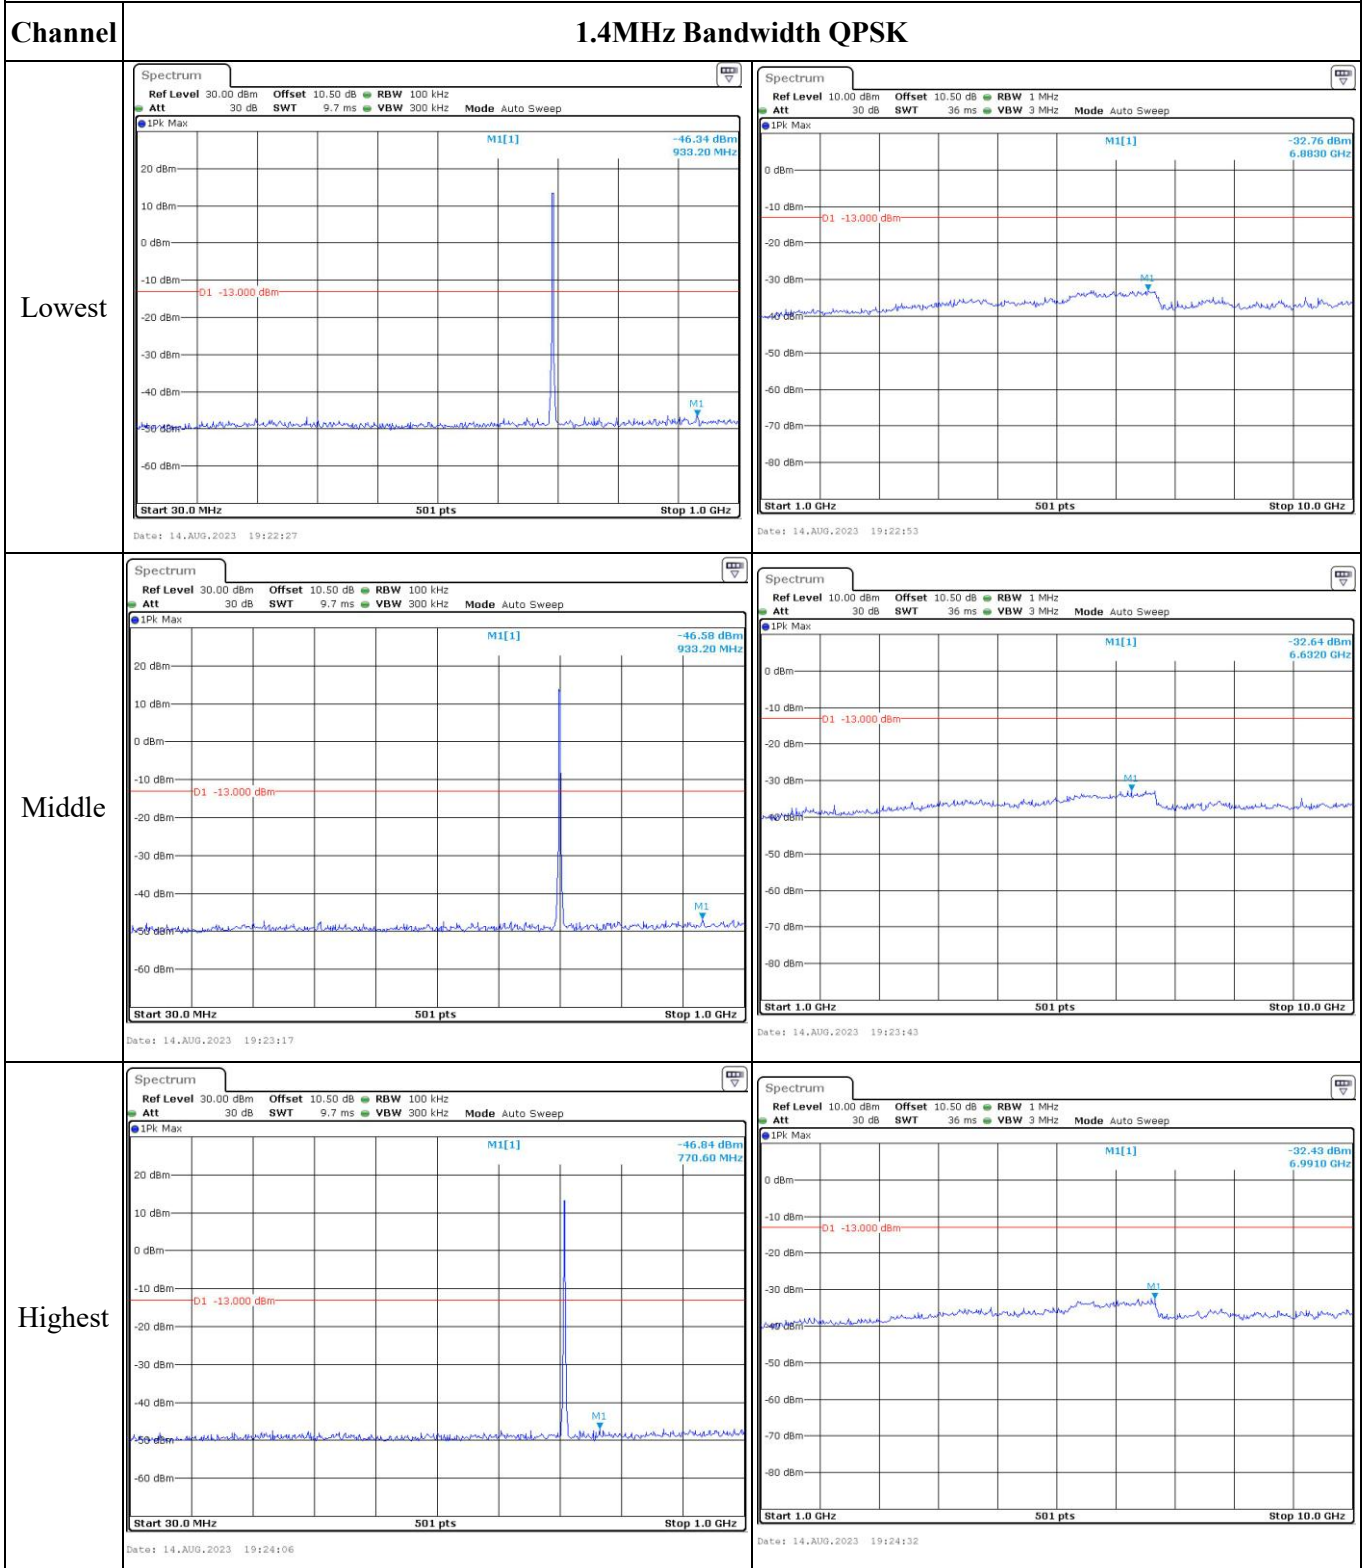 Channel 1.4MHz Bandwidth QPSK
Lowest
Spectrum
Ref Level 30.00 dBm Offset 10.50 dB RBW 100 kHz
Att 30 dB SWT 9.7 ms VBW 300 kHz Mode Auto Sweep
1Pk Max
M1[1] -46.34 dBm
933.20 MHz
20 dBm
10 dBm
0 dBm
-10 dBm
D1 -13.000 dBm
-20 dBm
-30 dBm
-40 dBm
M1
-50 dBm
-60 dBm
Start 30.0 MHz 501 pts Stop 1.0 GHz
Date: 14.AUG.2023 19:22:27
Spectrum
Ref Level 10.00 dBm Offset 10.50 dB RBW 1 MHz
Att 30 dB SWT 36 ms VBW 3 MHz Mode Auto Sweep
1Pk Max
M1[1] -32.76 dBm
6.8830 GHz
0 dBm
-10 dBm
D1 -13.000 dBm
-20 dBm
-30 dBm
M1
-40 dBm
-50 dBm
-60 dBm
-70 dBm
-80 dBm
Start 1.0 GHz 501 pts Stop 10.0 GHz
Date: 14.AUG.2023 19:22:53
Middle
Spectrum
Ref Level 30.00 dBm Offset 10.50 dB RBW 100 kHz
Att 30 dB SWT 9.7 ms VBW 300 kHz Mode Auto Sweep
1Pk Max
M1[1] -46.58 dBm
933.20 MHz
20 dBm
10 dBm
0 dBm
-10 dBm
D1 -13.000 dBm
-20 dBm
-30 dBm
-40 dBm
M1
-50 dBm
-60 dBm
Start 30.0 MHz 501 pts Stop 1.0 GHz
Date: 14.AUG.2023 19:23:17
Spectrum
Ref Level 10.00 dBm Offset 10.50 dB RBW 1 MHz
Att 30 dB SWT 36 ms VBW 3 MHz Mode Auto Sweep
1Pk Max
M1[1] -32.64 dBm
6.6320 GHz
0 dBm
-10 dBm
D1 -13.000 dBm
-20 dBm
-30 dBm
M1
-40 dBm
-50 dBm
-60 dBm
-70 dBm
-80 dBm
Start 1.0 GHz 501 pts Stop 10.0 GHz
Date: 14.AUG.2023 19:23:43
Highest
Spectrum
Ref Level 30.00 dBm Offset 10.50 dB RBW 100 kHz
Att 30 dB SWT 9.7 ms VBW 300 kHz Mode Auto Sweep
1Pk Max
M1[1] -46.84 dBm
770.60 MHz
20 dBm
10 dBm
0 dBm
-10 dBm
D1 -13.000 dBm
-20 dBm
-30 dBm
-40 dBm
M1
-50 dBm
-60 dBm
Start 30.0 MHz 501 pts Stop 1.0 GHz
Date: 14.AUG.2023 19:24:06
Spectrum
Ref Level 10.00 dBm Offset 10.50 dB RBW 1 MHz
Att 30 dB SWT 36 ms VBW 3 MHz Mode Auto Sweep
1Pk Max
M1[1] -32.43 dBm
6.9910 GHz
0 dBm
-10 dBm
D1 -13.000 dBm
-20 dBm
-30 dBm
M1
-40 dBm
-50 dBm
-60 dBm
-70 dBm
-80 dBm
Start 1.0 GHz 501 pts Stop 10.0 GHz
Date: 14.AUG.2023 19:24:32